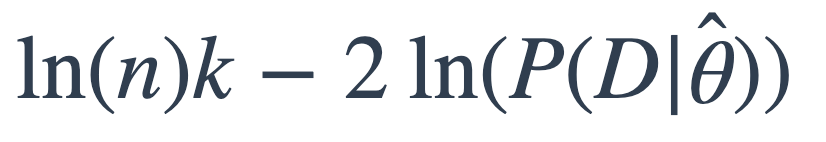 ln(n)k − 2 ln(P(D|θ̂))